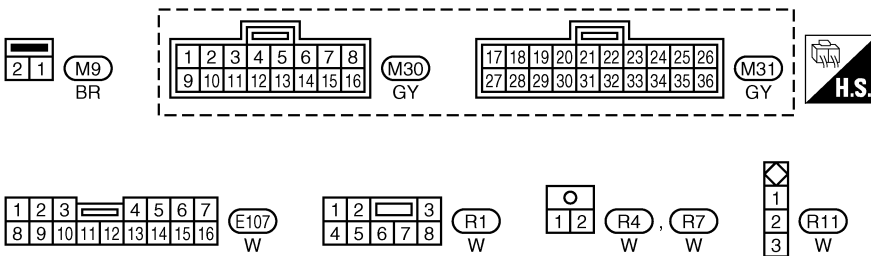 2 1
M9
BR
1 2 3 4 5 6 7 8
9 10 11 12 13 14 15 16
M30
GY
17 18 19 20 21 22 23 24 25 26
27 28 29 30 31 32 33 34 35 36
M31
GY
H.S.
1 2 3 4 5 6 7
8 9 10 11 12 13 14 15 16
E107
W
1 2 3
4 5 6 7 8
R1
W
1 2
R4 , R7
W W
1
2
3
R11
W